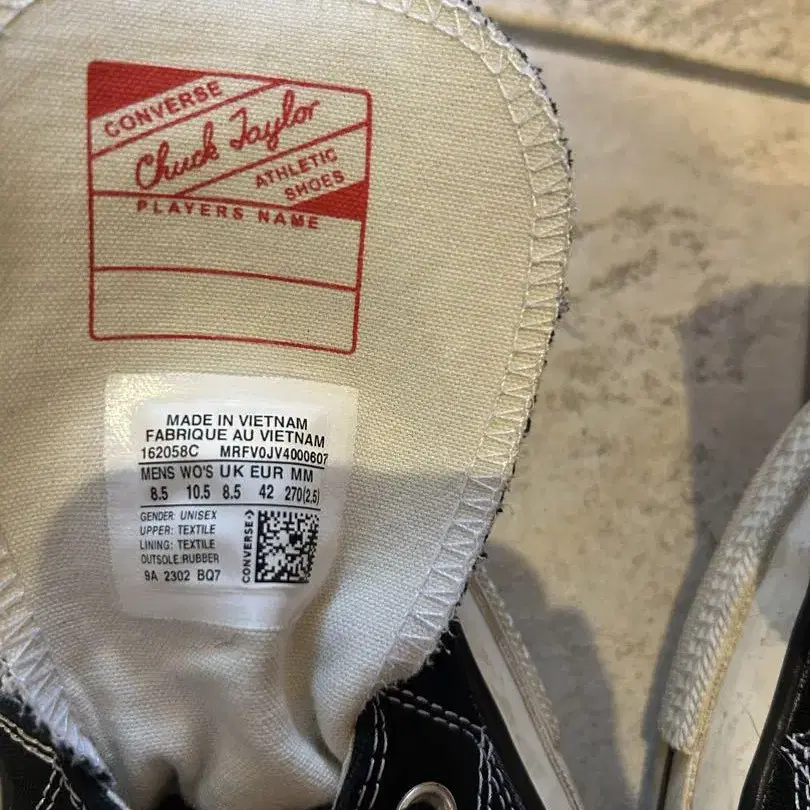 CONVERSE
Chuck Taylor
ATHLETIC
SHOES
PLAYERS NAME
MADE IN VIETNAM
FABRIQUE AU VIETNAM
162058C MRFV0JV4000607
MENS WO'S UK EUR MM
8.5 10.5 8.5 42 270(2,5)
GENDER: UNISEX
UPPER: TEXTILE
LINING: TEXTILE
OUTSOLE:RUBBER
9A 2302 BQ7
CONVERSE